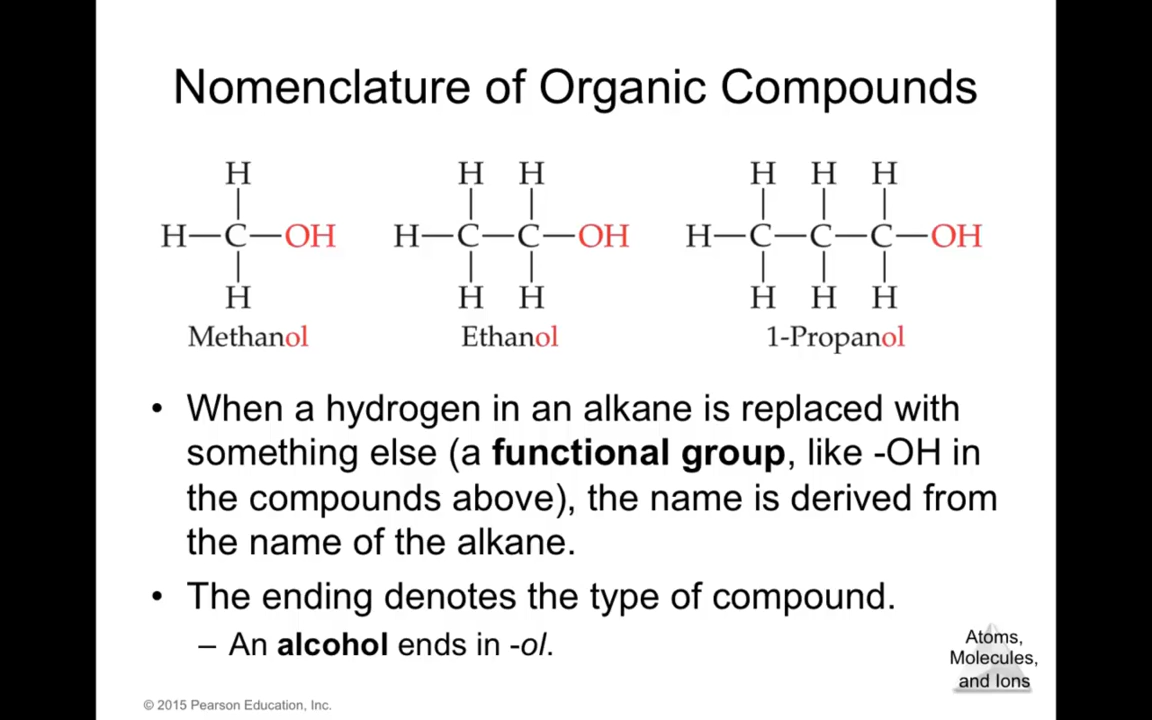 Nomenclature of Organic Compounds
H H H H H H
H—C—OH H—C—C—OH H—C—C—C—OH
H H H H H H
Methanol Ethanol 1-Propanol
• When a hydrogen in an alkane is replaced with
something else (a functional group, like -OH in
the compounds above), the name is derived from
the name of the alkane.
• The ending denotes the type of compound.
– An alcohol ends in -ol.
Atoms,
Molecules,
and Ions
© 2015 Pearson Education, Inc.